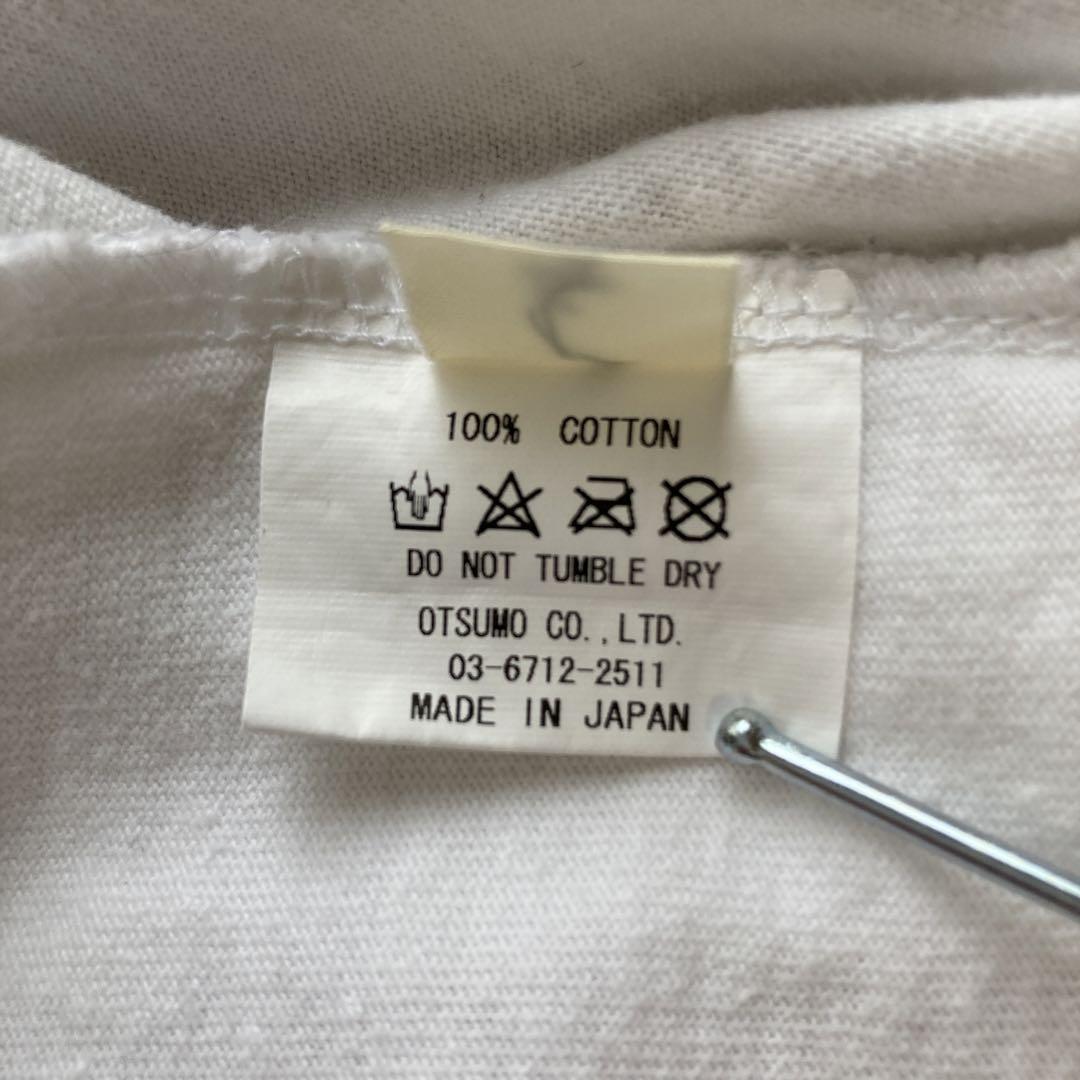 100% COTTON
DO NOT TUMBLE DRY
OTSUMO CO.,LTD.
03-6712-2511
MADE IN JAPAN